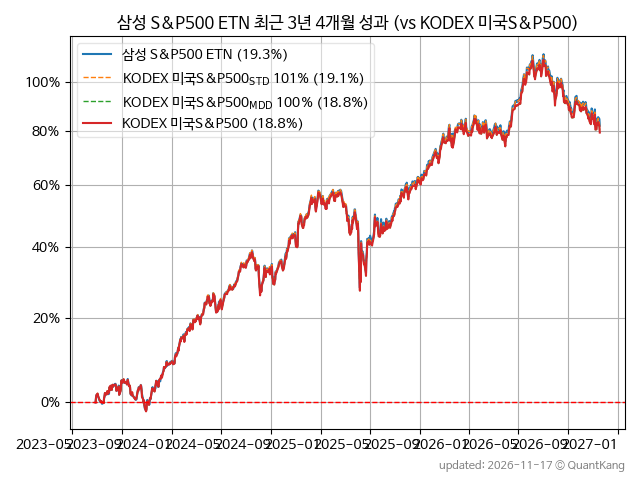 삼성 S&P500 ETN 최근 3년 4개월 성과 (vs KODEX 미국S&P500)
삼성 S&P500 ETN (19.3%)
KODEX 미국S&P500STD 101% (19.1%)
KODEX 미국S&P500MDD 100% (18.8%)
KODEX 미국S&P500 (18.8%)
100%
80%
60%
40%
20%
0%
2023-05 2023-09 2024-01 2024-05 2024-09 2025-01 2025-05 2025-09 2026-01 2026-05 2026-09 2027-01
updated: 2026-11-17 © QuantKang